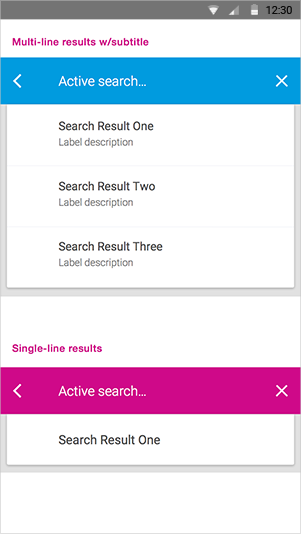 12:30
Multi-line results w/subtitle
Active search...
Search Result One
Label description
Search Result Two
Label description
Search Result Three
Label description
Single-line results
Active search...
Search Result One